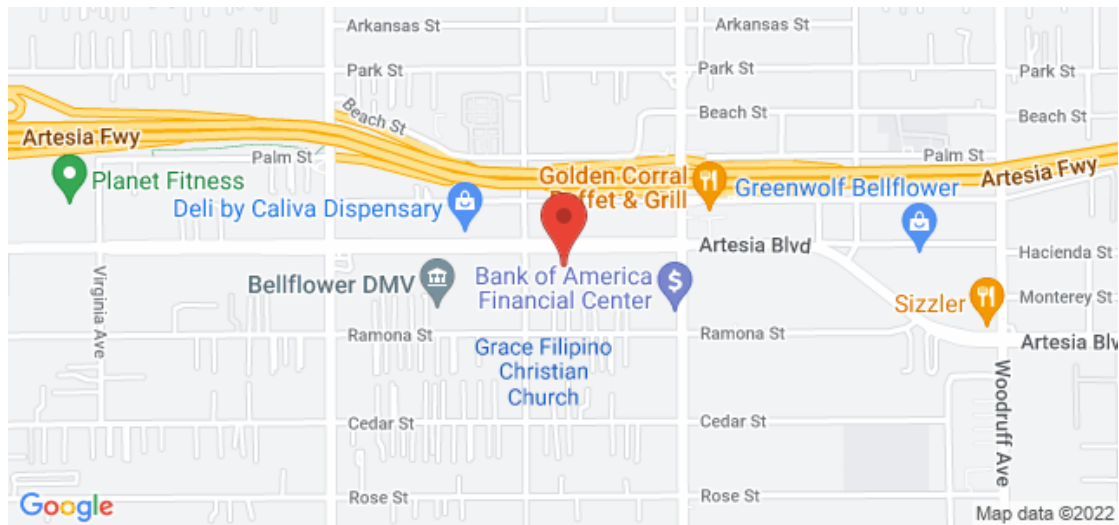 Arkansas St
Arkansas St
Park St
Park St
Park St
Beach St
Beach St
Beach St
Artesia Fwy
Palm St
Palm St
Artesia Fwy
Planet Fitness
Golden Corral
Buffet & Grill
Greenwolf Bellflower
Deli by Caliva Dispensary
Artesia Blvd
Hacienda St
Bellflower DMV
Bank of America
Financial Center
Virginia Ave
Sizzler
Monterey St
Ramona St
Ramona St
Artesia Blv
Grace Filipino
Christian
Church
Woodruff Ave
Cedar St
Cedar St
Rose St
Rose St
Google
Map data ©2022